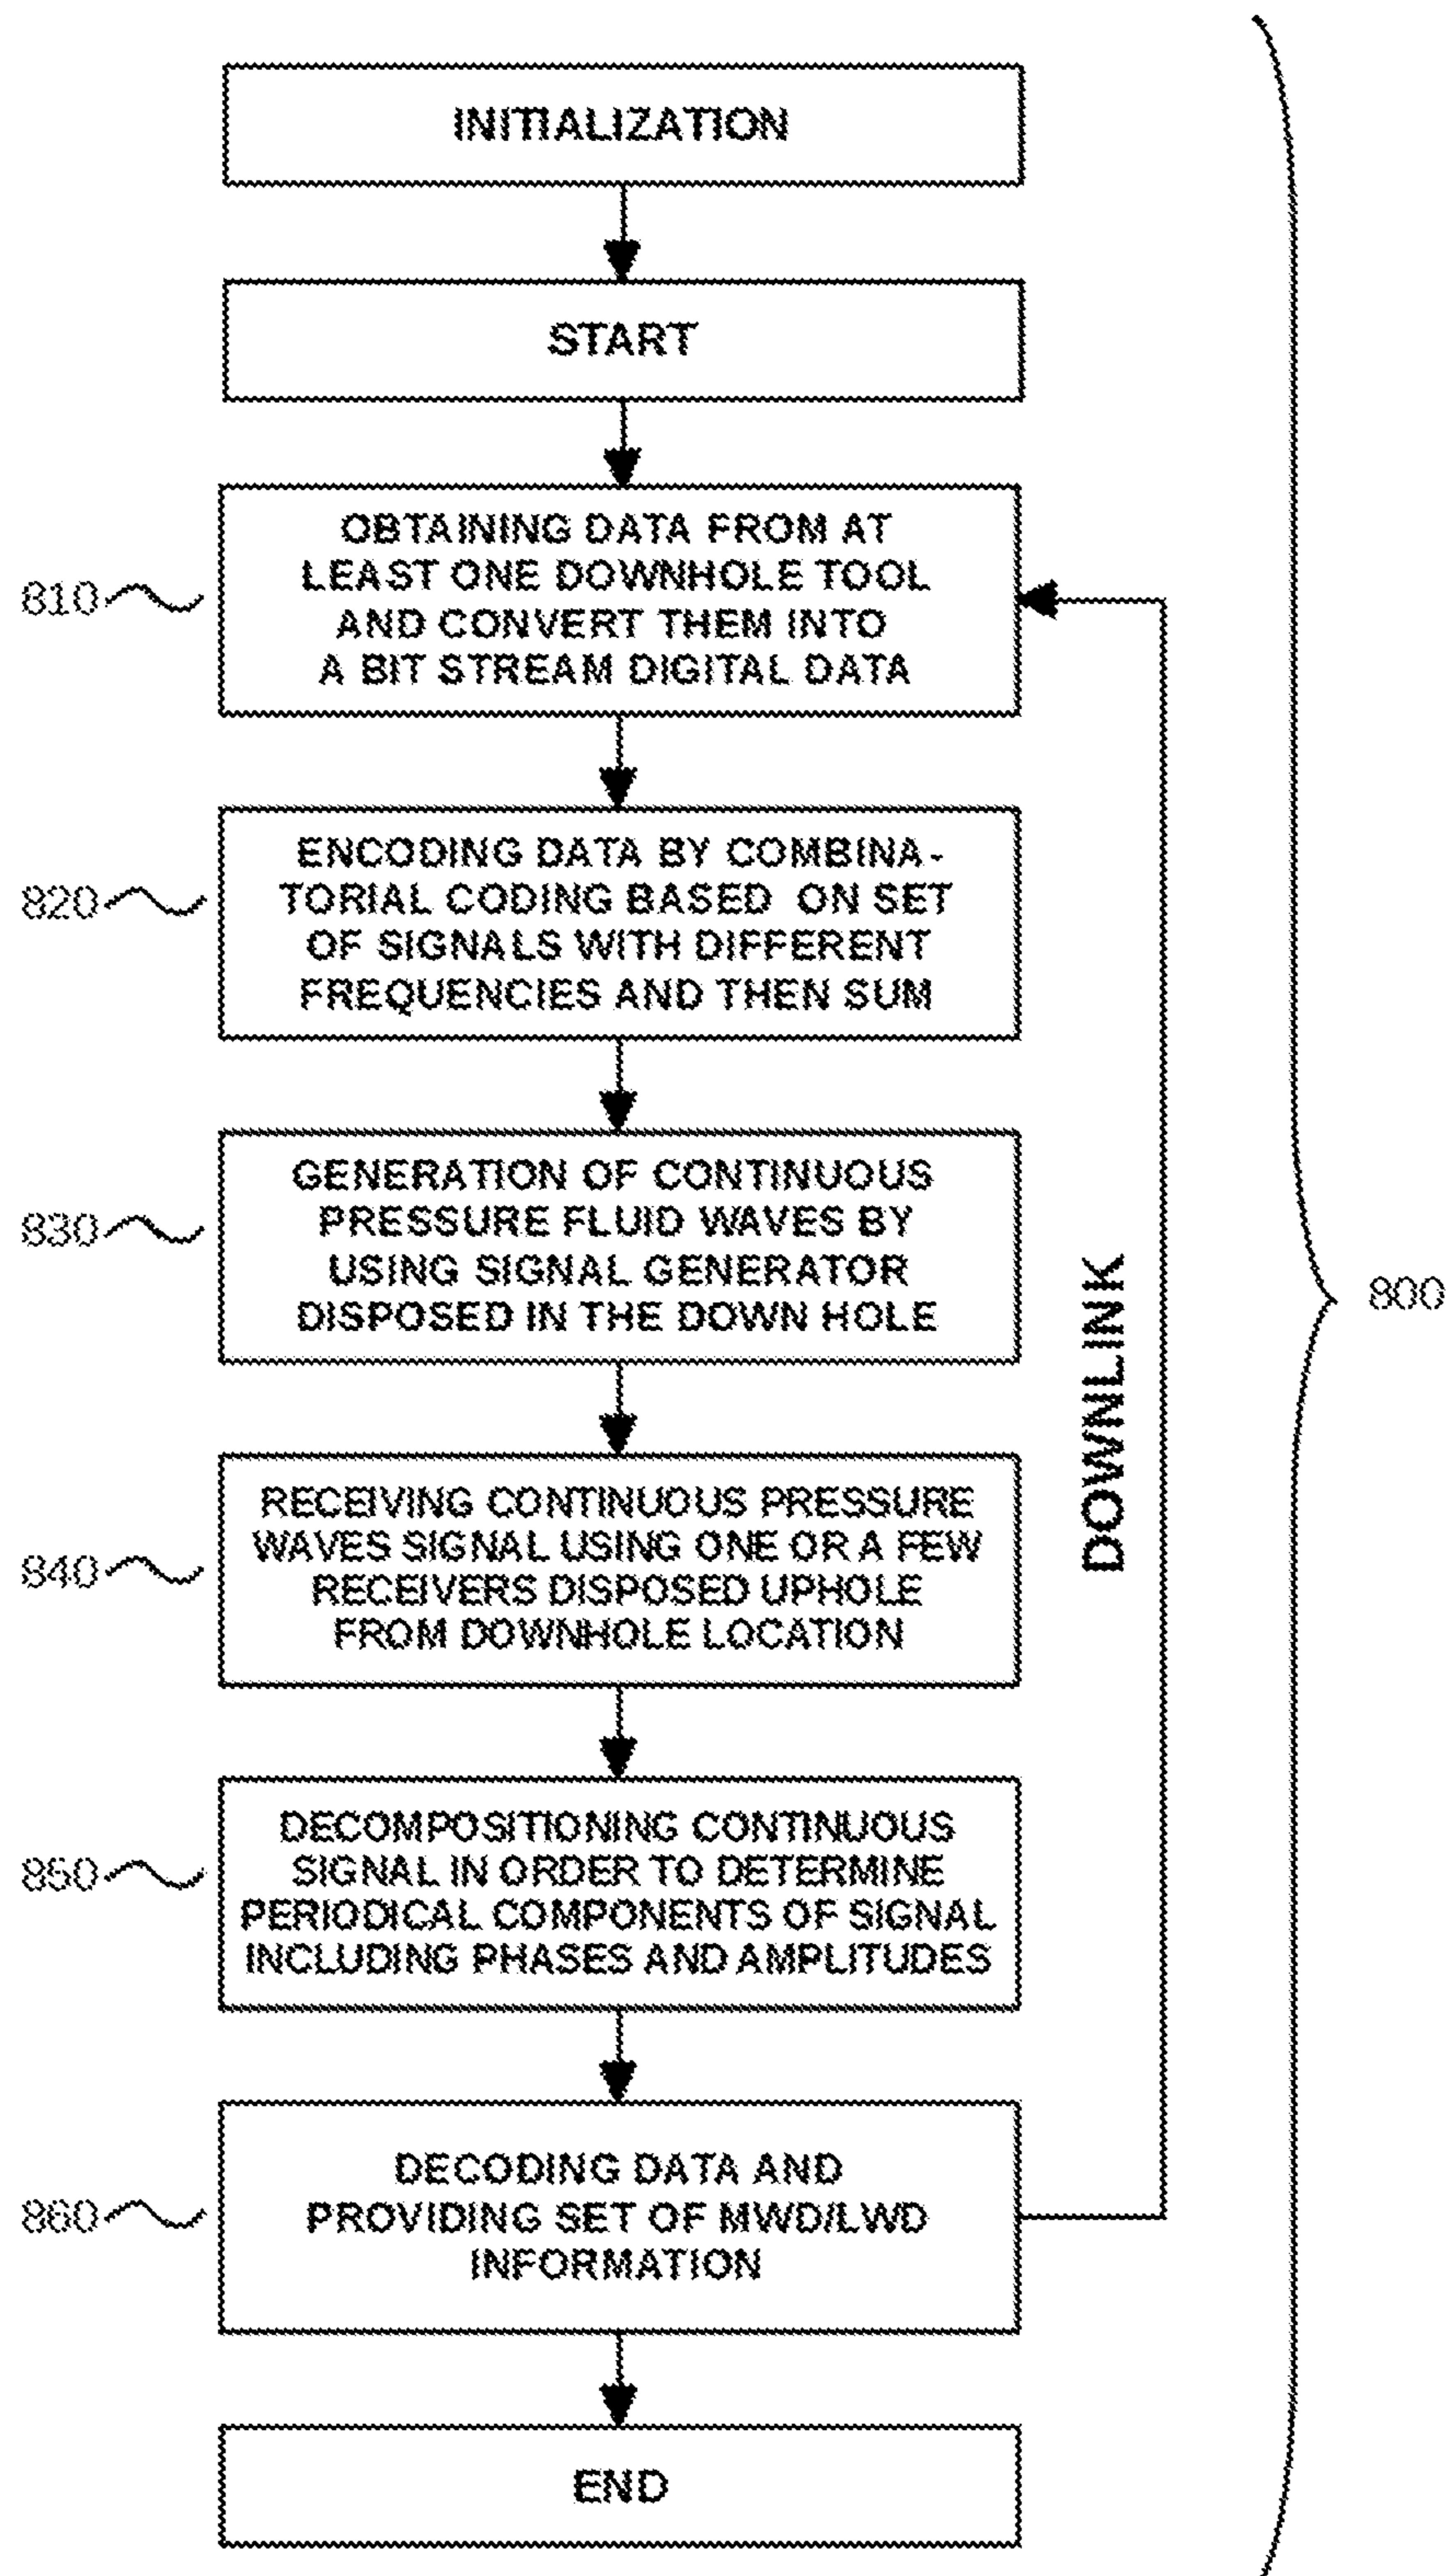 INITIALIZATION
START
810
OBTAINING DATA FROM AT
LEAST ONE DOWNHOLE TOOL
AND CONVERT THEM INTO
A BIT STREAM DIGITAL DATA
820
ENCODING DATA BY COMBINA-
TORIAL CODING BASED ON SET
OF SIGNALS WITH DIFFERENT
FREQUENCIES AND THEN SUM
830
GENERATION OF CONTINUOUS
PRESSURE FLUID WAVES BY
USING SIGNAL GENERATOR
DISPOSED IN THE DOWN HOLE
DOWNLINK
800
840
RECEIVING CONTINUOUS PRESSURE
WAVES SIGNAL USING ONE OR A FEW
RECEIVERS DISPOSED UPHOLE
FROM DOWNHOLE LOCATION
850
DECOMPOSITIONING CONTINUOUS
SIGNAL IN ORDER TO DETERMINE
PERIODICAL COMPONENTS OF SIGNAL
INCLUDING PHASES AND AMPLITUDES
860
DECODING DATA AND
PROVIDING SET OF MWD/LWD
INFORMATION
END